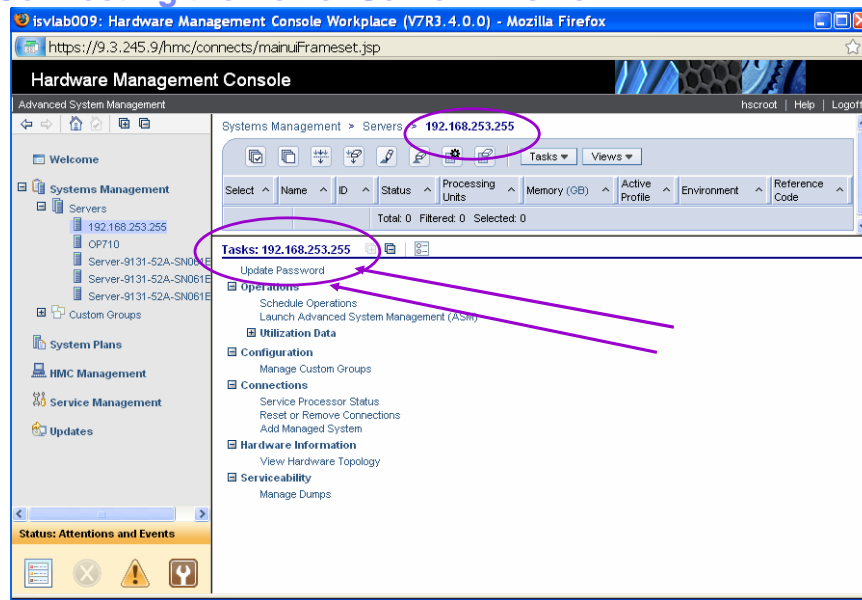 isvlab009: Hardware Management Console Workplace (V7R3.4.0.0) - Mozilla Firefox
https://9.3.245.9/hmc/connects/mainuiFrameset.jsp
Hardware Management Console
Advanced System Management
hscroot | Help | Logoff
Welcome
Systems Management
Servers
192.168.253.255
OP710
Server-9131-52A-SN061E
Server-9131-52A-SN061E
Server-9131-52A-SN061E
Custom Groups
System Plans
HMC Management
Service Management
Updates
Status: Attentions and Events
Systems Management > Servers > 192.168.253.255
Tasks Views
Select Name ID Status Processing Units Memory (GB) Active Profile Environment Reference Code
Total: 0 Filtered: 0 Selected: 0
Tasks: 192.168.253.255
Update Password
Operations
Schedule Operations
Launch Advanced System Management (ASM)
Utilization Data
Configuration
Manage Custom Groups
Connections
Service Processor Status
Reset or Remove Connections
Add Managed System
Hardware Information
View Hardware Topology
Serviceability
Manage Dumps